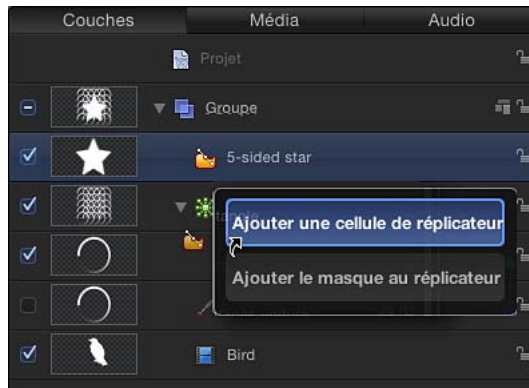 Couches Média Audio
Projet
Groupe
5-sided star
Ajouter une cellule de réplicateur
Ajouter le masque au réplicateur
Bird